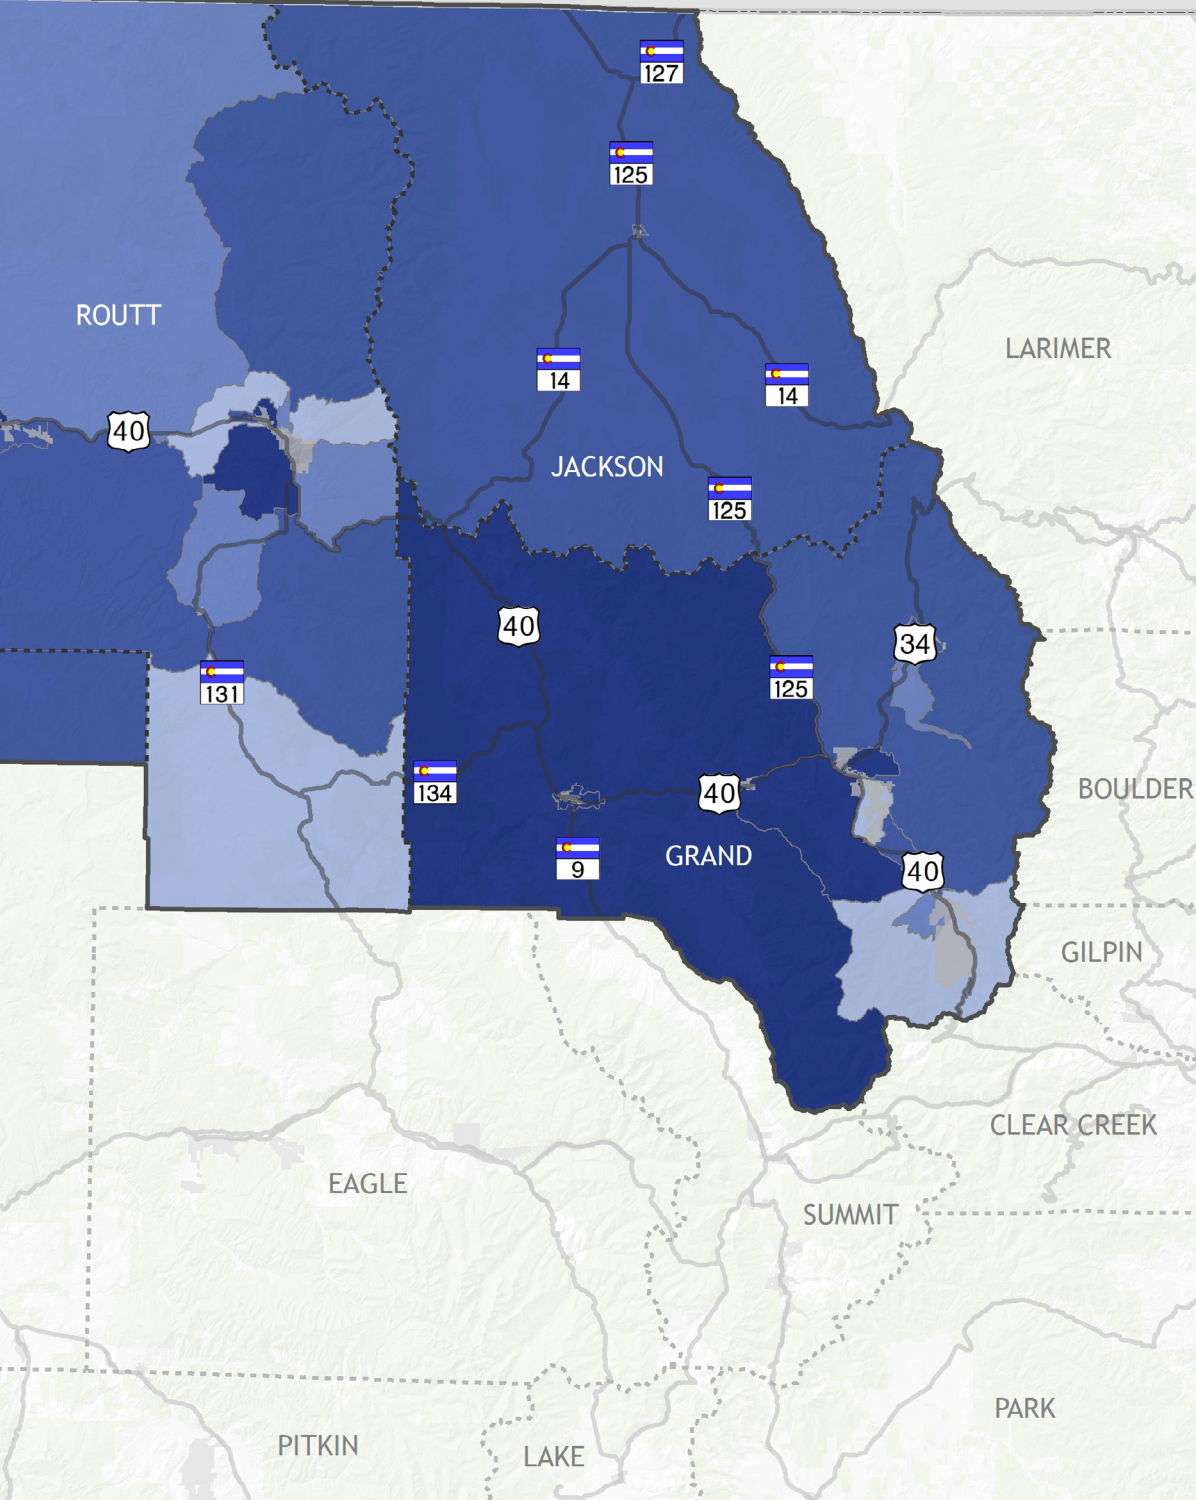 127
125
ROUTT
LARIMER
14
14
40
JACKSON
125
40
34
131
125
134
40
BOULDER
9
GRAND
40
GILPIN
CLEAR CREEK
EAGLE
SUMMIT
PARK
PITKIN
LAKE